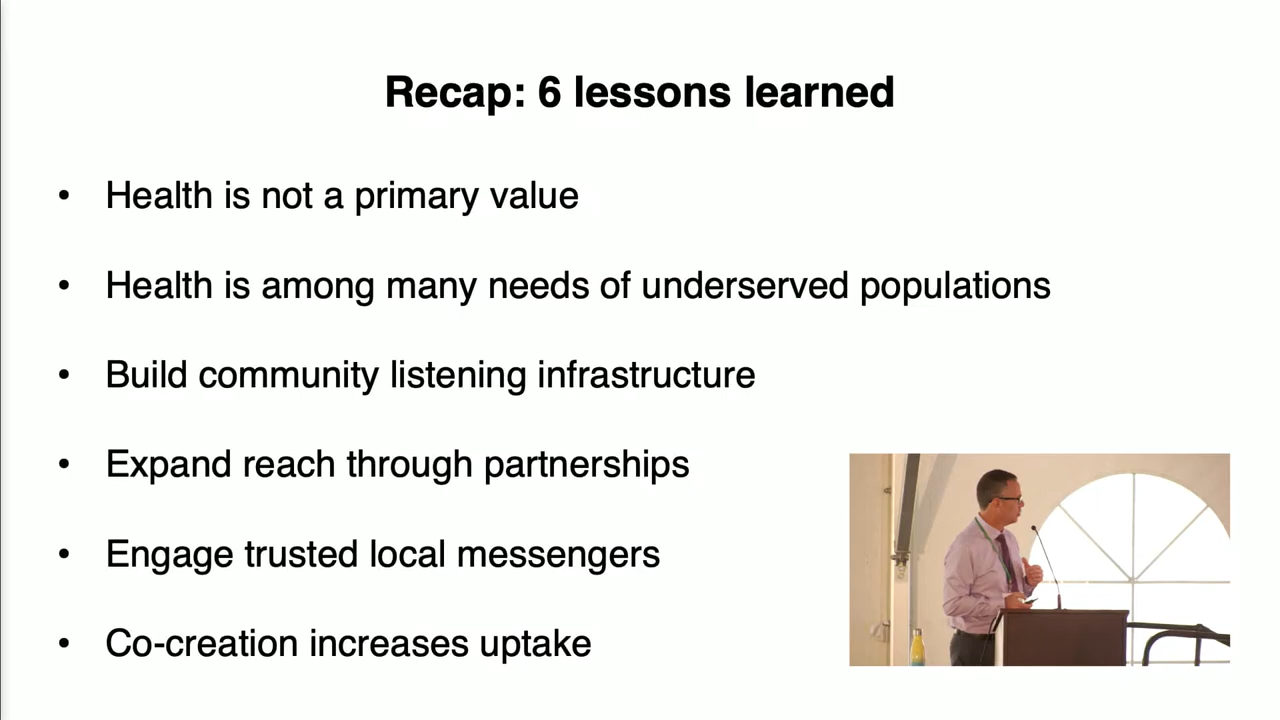 Recap: 6 lessons learned
• Health is not a primary value
• Health is among many needs of underserved populations
• Build community listening infrastructure
• Expand reach through partnerships
• Engage trusted local messengers
• Co-creation increases uptake